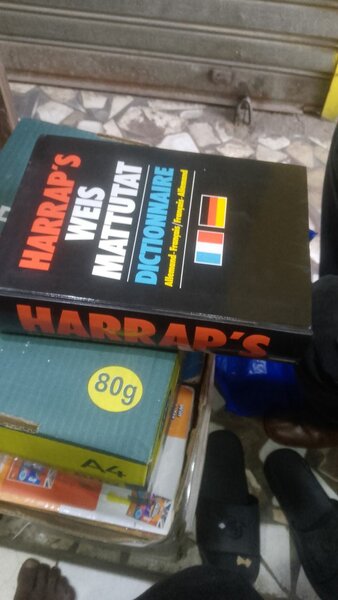 HARRAP'S
WEIS
MATTUTAT
DICTIONNAIRE
Allemand-Français/Français-Allemand
HARRAP'S
80g
A4